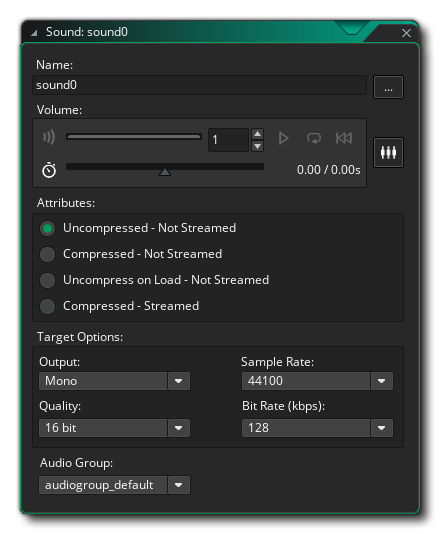 Sound: sound0
Name:
sound0
...
Volume:
1
0.00 / 0.00s
Attributes:
Uncompressed - Not Streamed
Compressed - Not Streamed
Uncompress on Load - Not Streamed
Compressed - Streamed
Target Options:
Output: Sample Rate:
Mono 44100
Quality: Bit Rate (kbps):
16 bit 128
Audio Group:
audiogroup_default